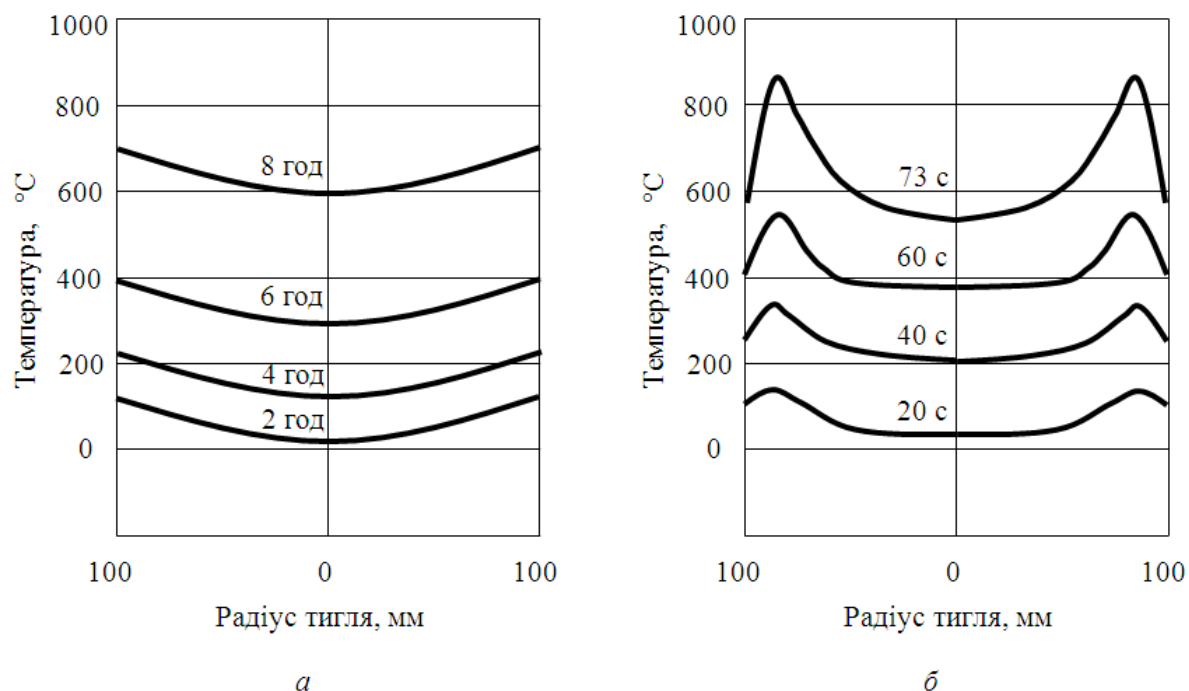 1000
800
600
400
200
0
Температура, °С
8 год
6 год
4 год
2 год
100 0 100
Радіус тигля, мм
а
1000
800
600
400
200
0
Температура, °С
73 с
60 с
40 с
20 с
100 0 100
Радіус тигля, мм
б